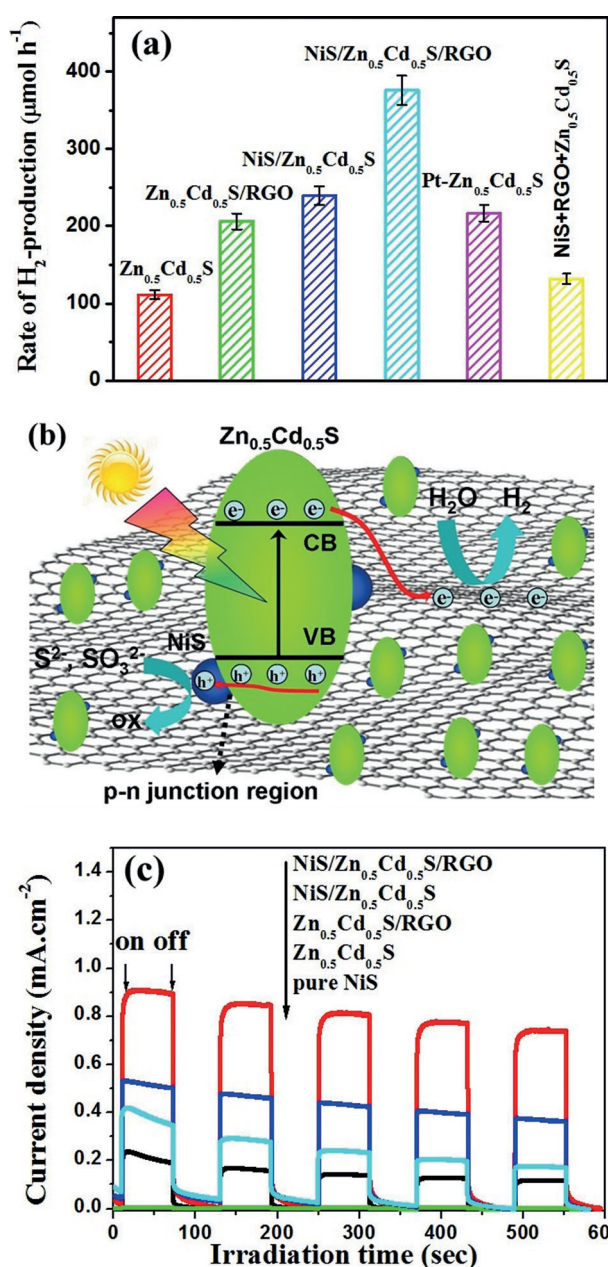 (a)
Rate of H₂-production (μmol h⁻¹)
400
300
200
100
0
Zn₀.₅Cd₀.₅S
Zn₀.₅Cd₀.₅S/RGO
NiS/Zn₀.₅Cd₀.₅S
NiS/Zn₀.₅Cd₀.₅S/RGO
Pt-Zn₀.₅Cd₀.₅S
NiS+RGO+Zn₀.₅Cd₀.₅S
(b)
Zn₀.₅Cd₀.₅S
e- e- e-
CB
H₂O H₂
e- e- e-
VB
NiS
S²⁻, SO₃²⁻
h⁺ h⁺ h⁺ h⁺
ox
p-n junction region
(c)
Current density (mA.cm⁻²)
1.4
1.2
1.0
0.8
0.6
0.4
0.2
0.0
NiS/Zn₀.₅Cd₀.₅S/RGO
NiS/Zn₀.₅Cd₀.₅S
Zn₀.₅Cd₀.₅S/RGO
Zn₀.₅Cd₀.₅S
pure NiS
on off
0 100 200 300 400 500 60
Irradiation time (sec)